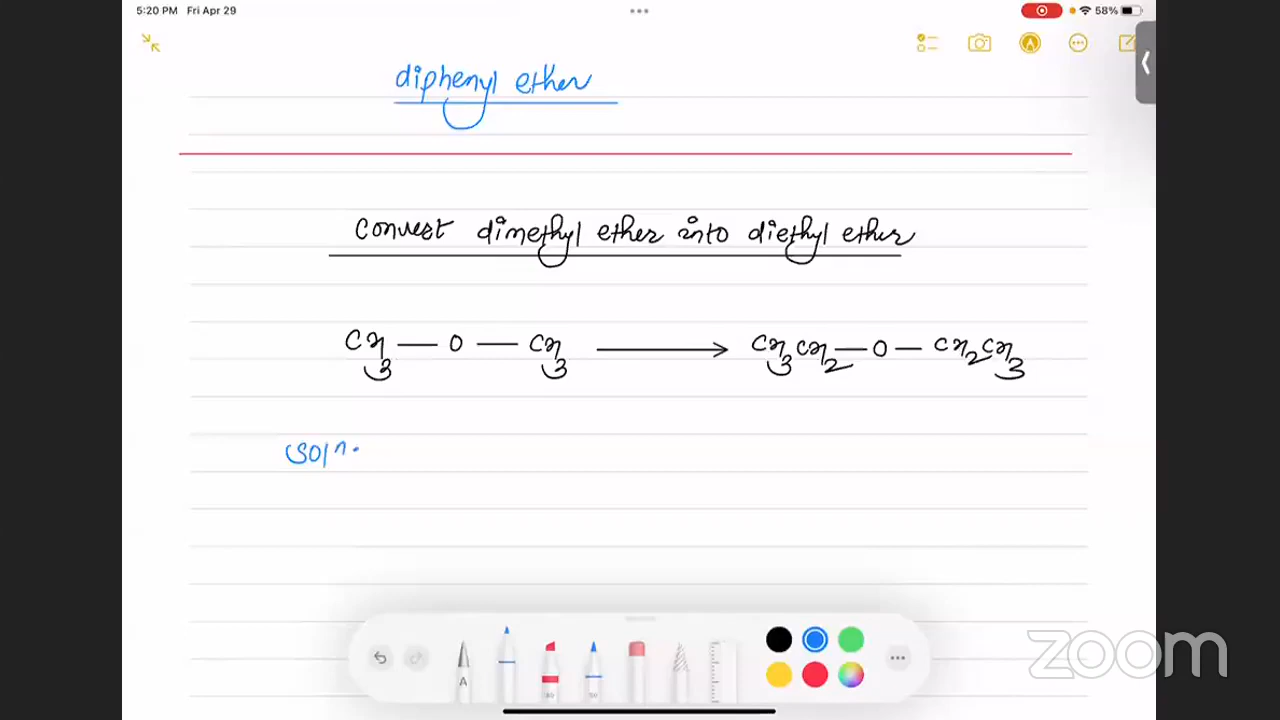 5:20 PM Fri Apr 29
58%
diphenyl ether
Convert dimethyl ether into diethyl ether
CH3 — O — CH3 ⟶ CH3CH2 — O — CH2CH3
Soln.
A
zoom